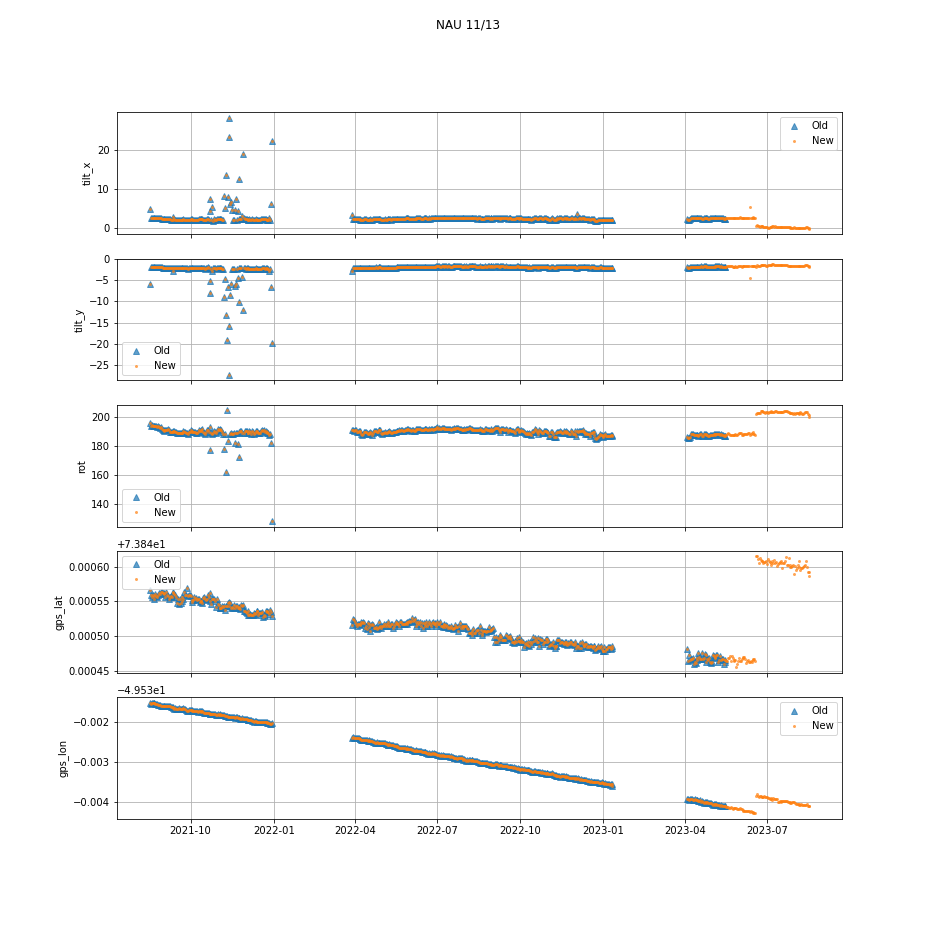 NAU 11/13
20
10
0
tilt_x
Old
New
0
−5
−10
−15
−20
−25
tilt_y
Old
New
200
180
160
140
rot
Old
New
+7.384e1
0.00060
0.00055
0.00050
0.00045
gps_lat
Old
New
−4.953e1
−0.002
−0.003
−0.004
gps_lon
Old
New
2021-10
2022-01
2022-04
2022-07
2022-10
2023-01
2023-04
2023-07